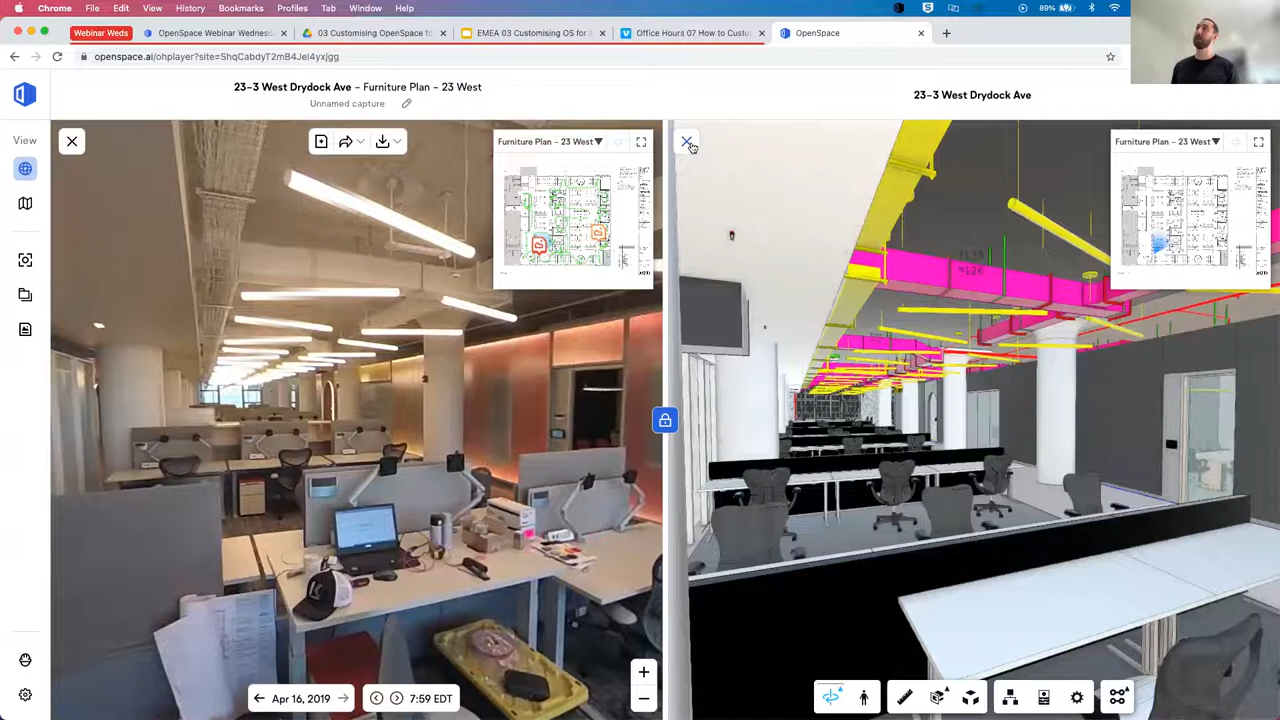 Chrome File Edit View History Bookmarks Profiles Tab Window Help
89%
Webinar Weds
OpenSpace Webinar Wednesda
03 Customising OpenSpace fo
EMEA 03 Customising OS for
Office Hours 07 How to Custo
OpenSpace
openspace.ai/ohplayer?site=ShqCabdyT2mB4Jel4yxjgg
23-3 West Drydock Ave – Furniture Plan – 23 West
Unnamed capture
23-3 West Drydock Ave
View
Furniture Plan – 23 West
Furniture Plan – 23 West
Apr 16, 2019
7:59 EDT